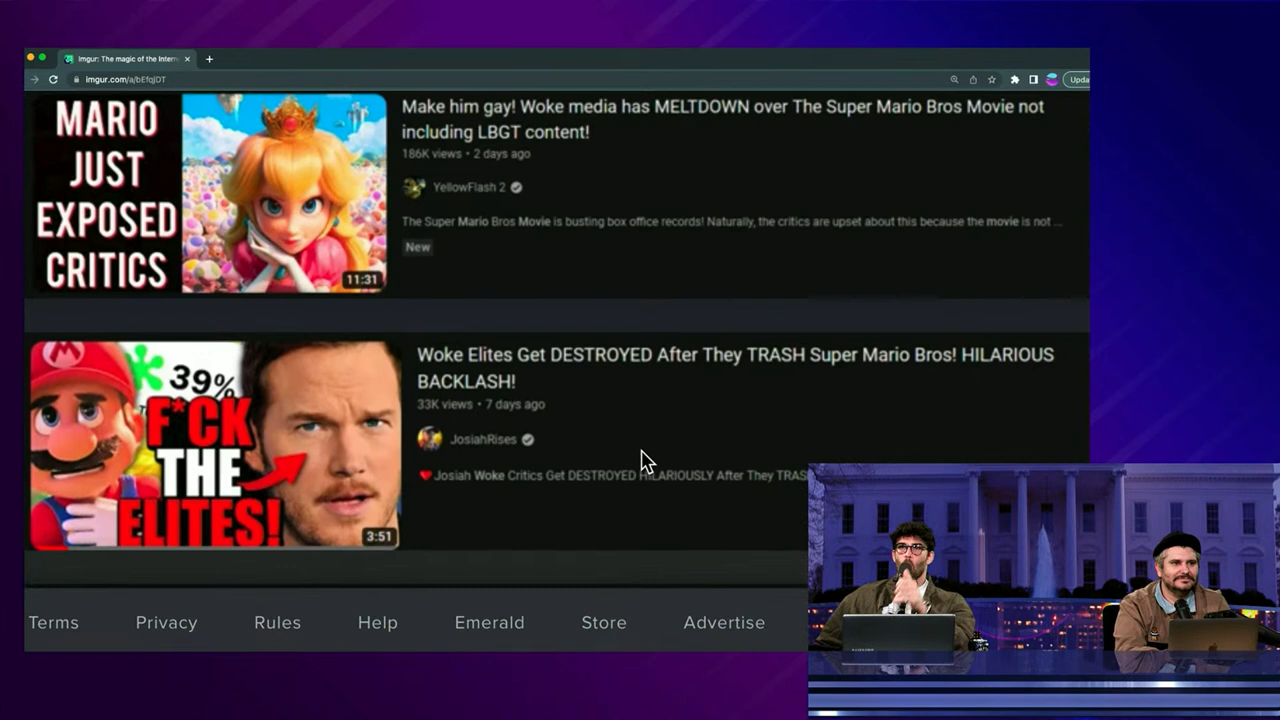 Imgur: The magic of the Intern
imgur.com/a/bEfqJDT
Upda
MARIO
JUST
EXPOSED
CRITICS
11:31
Make him gay! Woke media has MELTDOWN over The Super Mario Bros Movie not
including LBGT content!
186K views • 2 days ago
YellowFlash 2
The Super Mario Bros Movie is busting box office records! Naturally, the critics are upset about this because the movie is not ...
New
39%
F*CK
THE
ELITES!
3:51
Woke Elites Get DESTROYED After They TRASH Super Mario Bros! HILARIOUS
BACKLASH!
33K views • 7 days ago
JosiahRises
Josiah Woke Critics Get DESTROYED HILARIOUSLY After They TRAS
Terms Privacy Rules Help Emerald Store Advertise